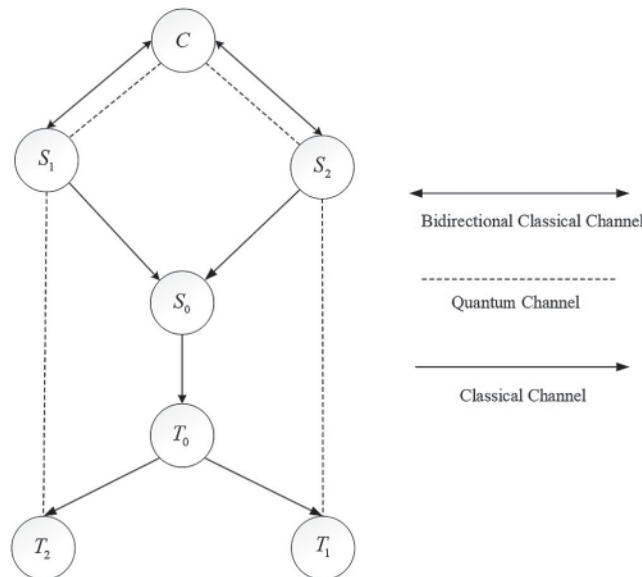 C
S₁
S₂
Bidirectional Classical Channel
S₀
Quantum Channel
Classical Channel
T₀
T₂
T₁